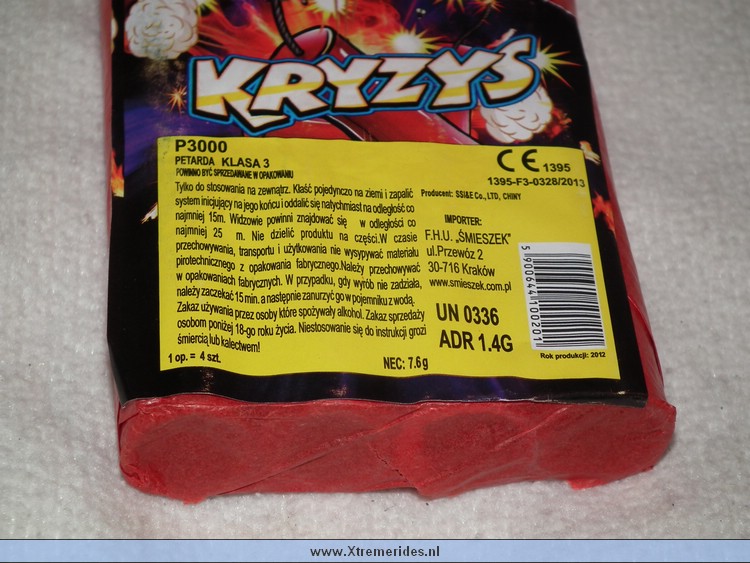 KRYZYS
P3000
PETARDA KLASA 3
POWINNO BYĆ SPRZEDAWANE W OPAKOWANIU
Tylko do stosowania na zewnątrz. Kłaść pojedynczo na ziemi i zapalić
system inicjujący na jego końcu i oddalić się natychmiast na odległość co
najmniej 15m. Widzowie powinni znajdować się w odległości co
najmniej 25 m. Nie dzielić produktu na części.W czasie
przechowywania, transportu i użytkowania nie wysypywać materiału
pirotechnicznego z opakowania fabrycznego.Należy przechowywać
w opakowaniach fabrycznych. W przypadku, gdy wyrób nie zadziała,
należy zaczekać 15 min. a następnie zanurzyć go w pojemniku z wodą.
Zakaz używania przez osoby które spożywały alkohol. Zakaz sprzedaży
osobom poniżej 18-go roku życia. Niestosowanie się do instrukcji grozi
śmiercią lub kalectwem!
1 op. = 4 szt.
NEC: 7.6g
CE 1395
1395-F3-0328/2013
Producent: SSI&E Co., LTD, CHINY
IMPORTER:
F.H.U. „ŚMIESZEK”
ul.Przewóz 2
30-716 Kraków
www.smieszek.com.pl
UN 0336
ADR 1.4G
5900644100201
Rok produkcji: 2012
www.Xtremerides.nl